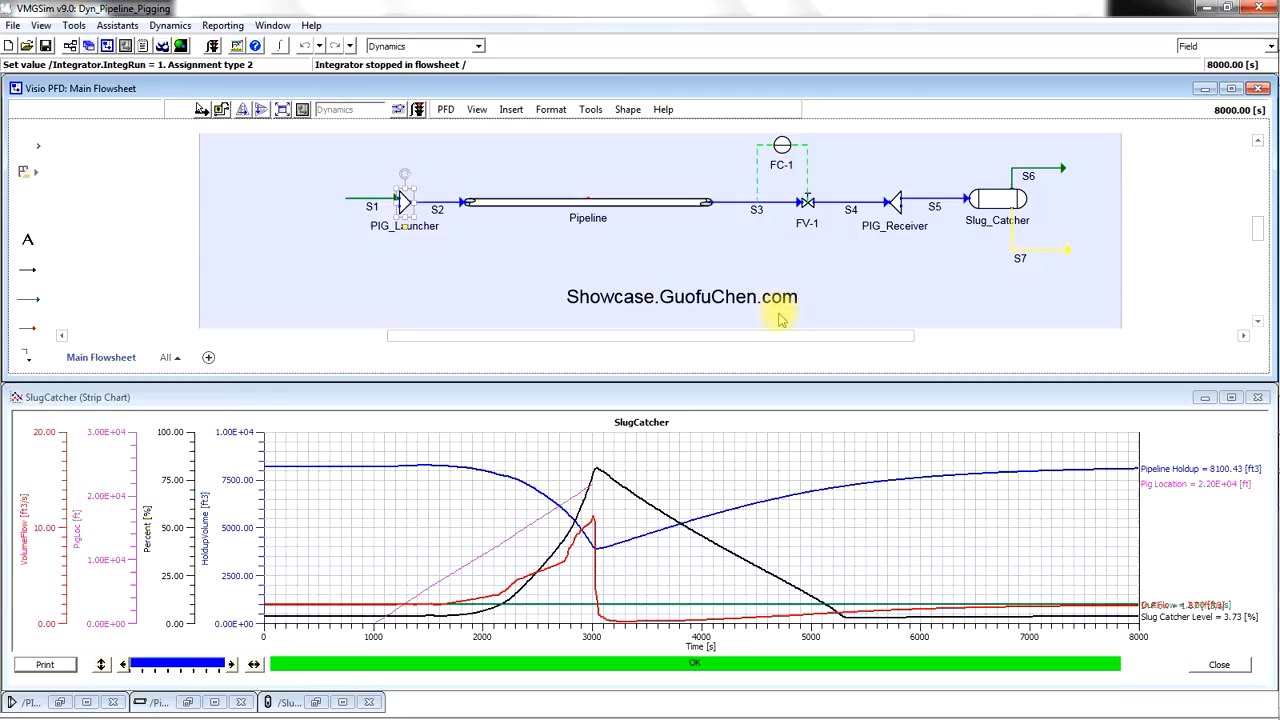 VMGSim v9.0: Dyn_Pipeline_Pigging
File View Tools Assistants Dynamics Reporting Window Help
Dynamics
Field
Set value /Integrator.IntegRun = 1. Assignment type 2
Integrator stopped in flowsheet /
8000.00 [s]
Visio PFD: Main Flowsheet
Dynamics
PFD View Insert Format Tools Shape Help
8000.00 [s]
FC-1
S6
S1
S2
S3
S4
S5
PIG_Launcher
Pipeline
FV-1
PIG_Receiver
Slug_Catcher
S7
A
Showcase.GuofuChen.com
Main Flowsheet
All
SlugCatcher (Strip Chart)
SlugCatcher
20.00 3.00E+04 100.00 1.00E+04
Pipeline Holdup = 8100.43 [ft3]
75.00 7500.00
Pig Location = 2.20E+04 [ft]
2.00E+04
10.00 50.00 5000.00
VolumeFlow [ft3/s]
PigLoc [ft]
Percent [%]
HoldupVolume [ft3]
1.00E+04
25.00 2500.00
Slug Catcher Level = 3.73 [%]
0.00 0.00E+00 0.00 0.00E+00
0 1000 2000 3000 4000 5000 6000 7000 8000
Time [s]
Print
OK
Close
/PI...
/Pi...
/Slu...